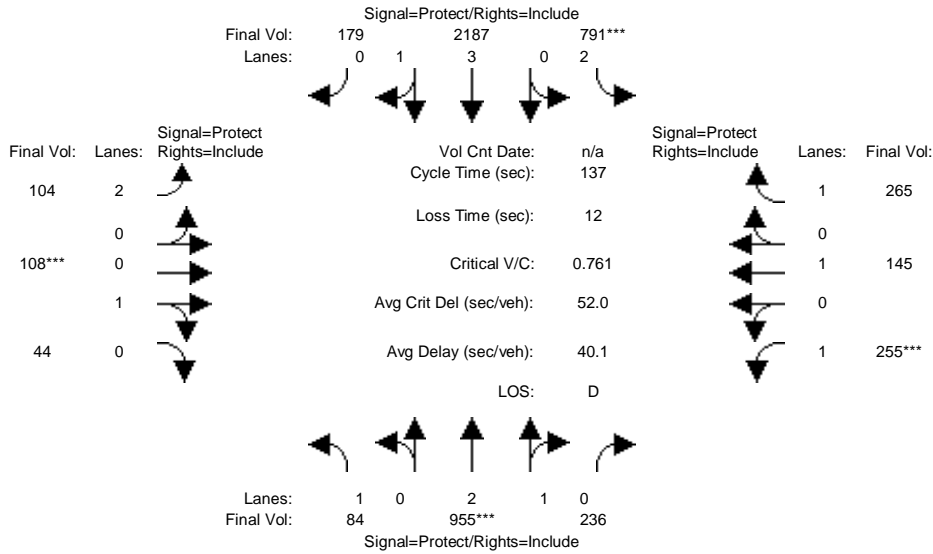 Signal=Protect/Rights=Include
Final Vol: 179 2187 791***
Lanes: 0 1 3 0 2
Signal=Protect Signal=Protect
Final Vol: Lanes: Rights=Include Vol Cnt Date: n/a Rights=Include Lanes: Final Vol:
Cycle Time (sec): 137
104 2 1 265
Loss Time (sec): 12
0 0
108*** 0 Critical V/C: 0.761 1 145
1 Avg Crit Del (sec/veh): 52.0 0
44 0 Avg Delay (sec/veh): 40.1 1 255***
LOS: D
Lanes: 1 0 2 1 0
Final Vol: 84 955*** 236
Signal=Protect/Rights=Include